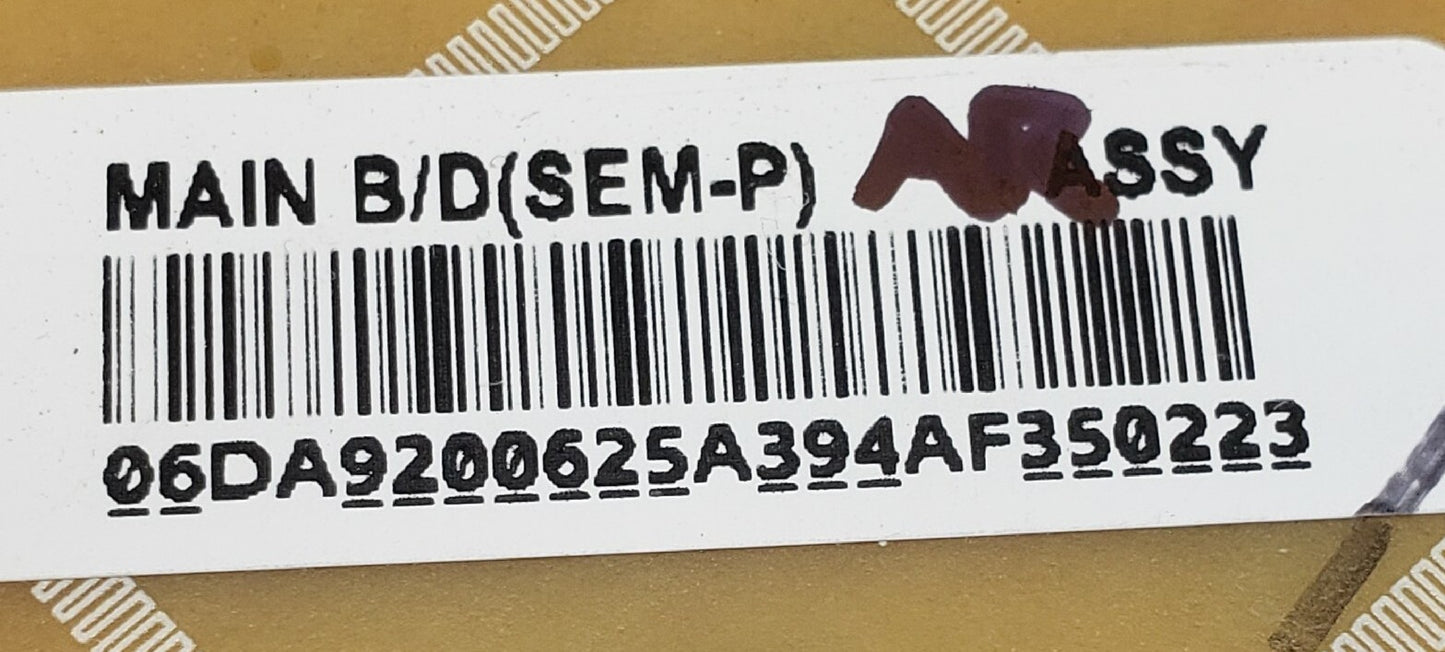 MAIN B/D(SEM-P) ASSY
06DA9200625A394AF350223